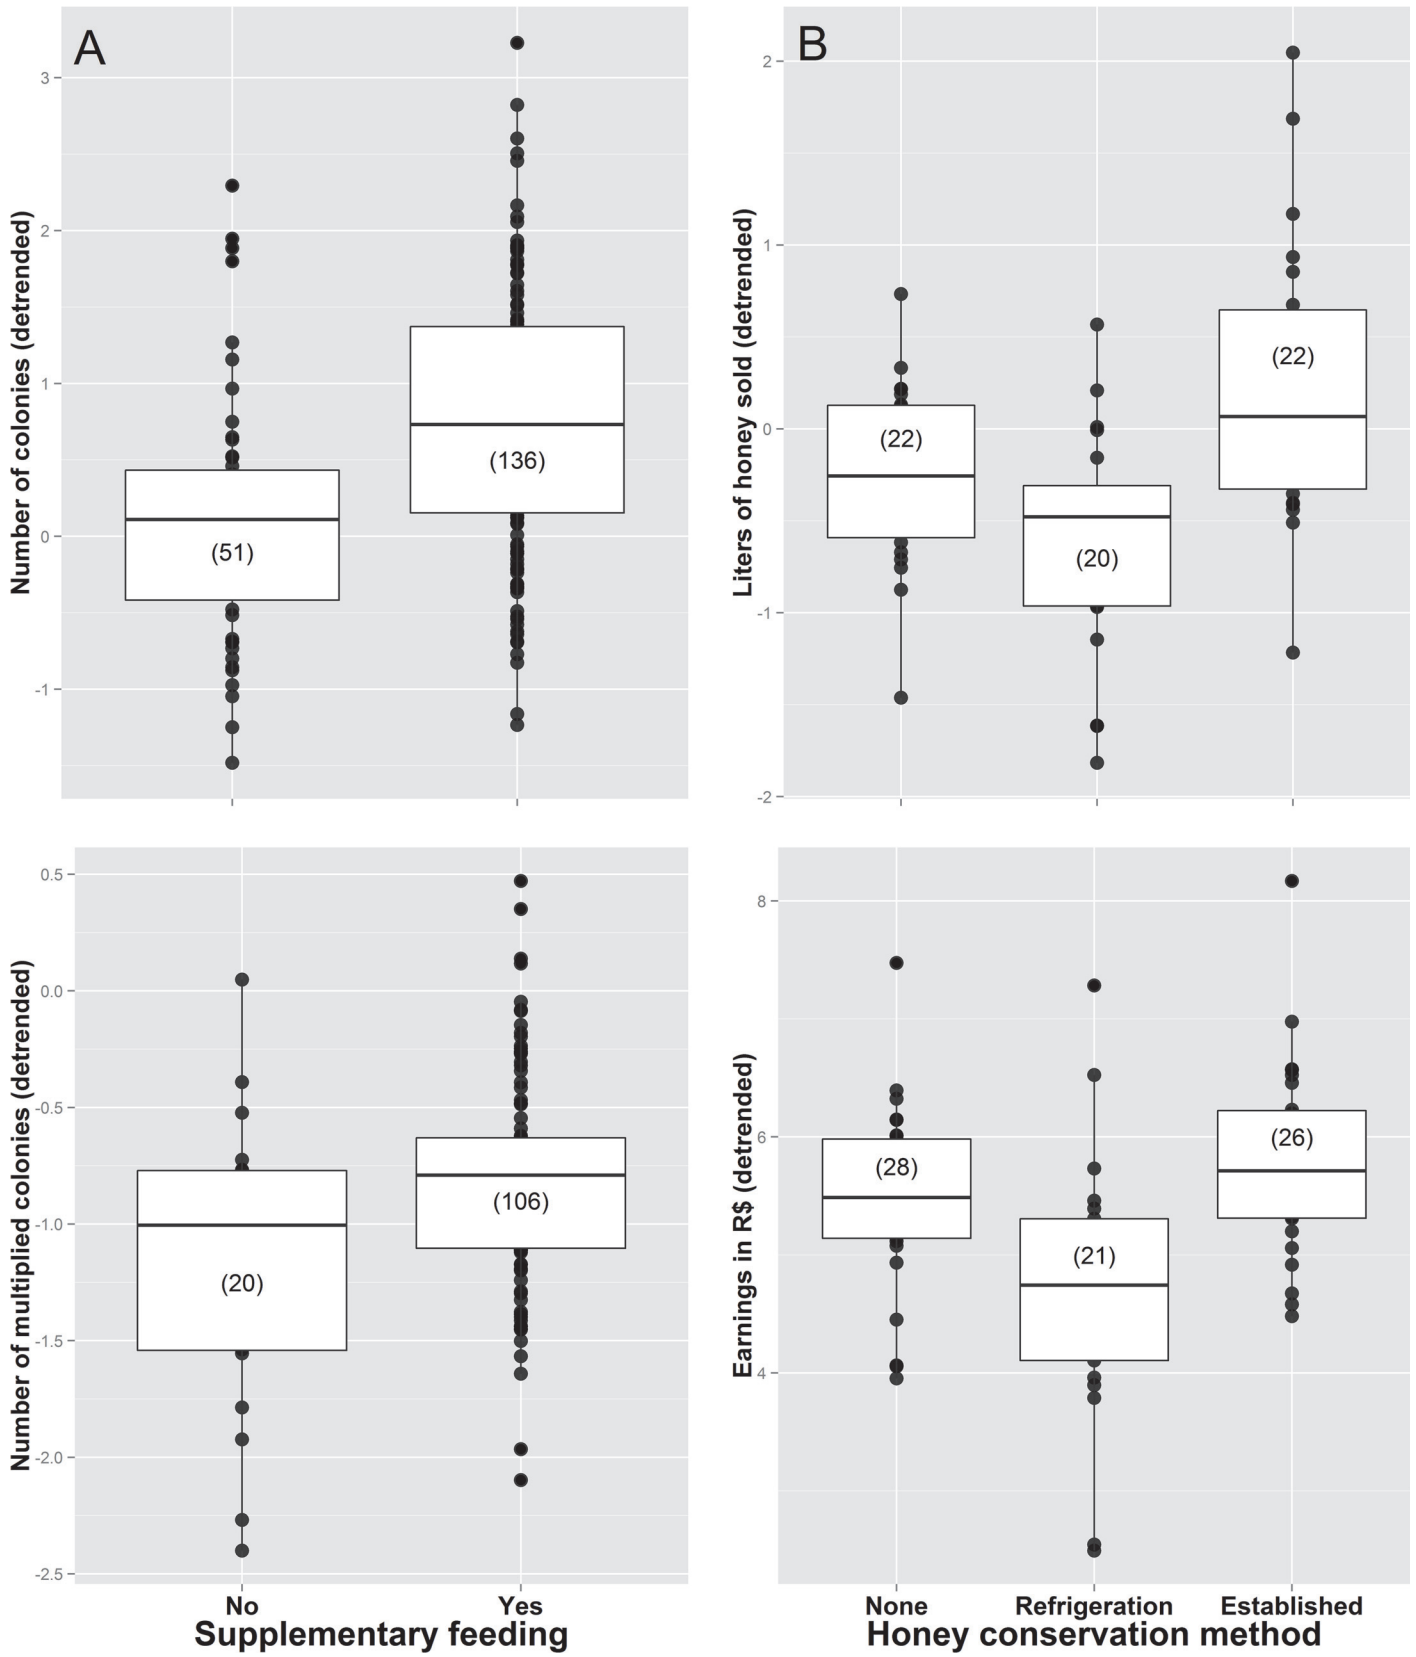 A
Number of colonies (detrended)
3
2
1
0
-1
(51)
(136)
B
Liters of honey sold (detrended)
2
1
0
-1
-2
(22)
(20)
(22)
Number of multiplied colonies (detrended)
0.5
0.0
-0.5
-1.0
-1.5
-2.0
-2.5
(20)
(106)
No
Yes
Supplementary feeding
Earnings in R$ (detrended)
8
6
4
(28)
(21)
(26)
None
Refrigeration
Established
Honey conservation method